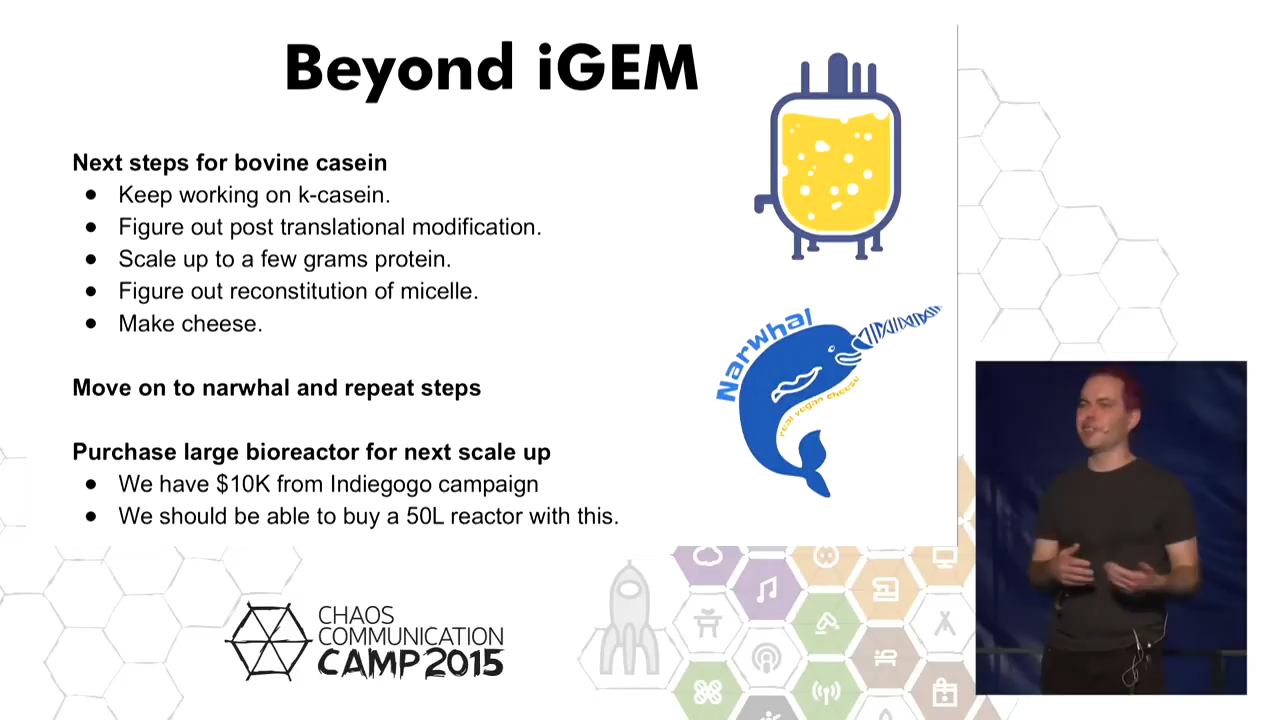 Beyond iGEM
Next steps for bovine casein
● Keep working on k-casein.
● Figure out post translational modification.
● Scale up to a few grams protein.
● Figure out reconstitution of micelle.
● Make cheese.
Move on to narwhal and repeat steps
Purchase large bioreactor for next scale up
● We have $10K from Indiegogo campaign
● We should be able to buy a 50L reactor with this.
Narwhal
real vegan cheese
CHAOS
COMMUNICATION
CAMP 2015